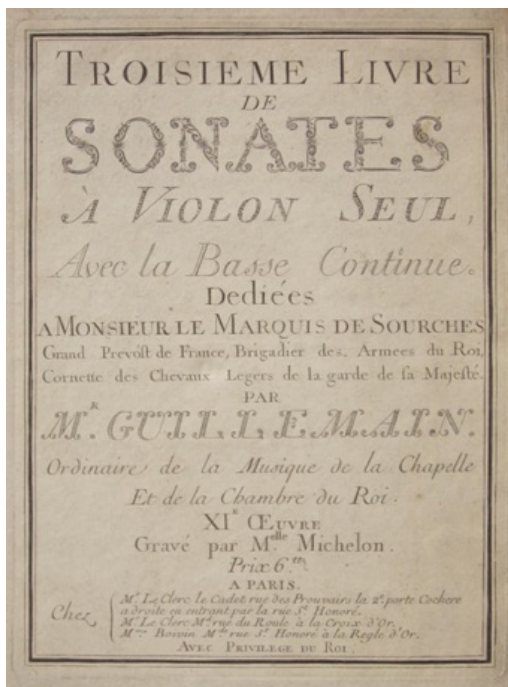 TROISIEME LIVRE
DE
SONATES
À VIOLON SEUL,
Avec la Basse Continue.
Dediées
A MONSIEUR LE MARQUIS DE SOURCHES
Grand Prevôst de France, Brigadier des, Armees du Roi,
Cornette des Chevaux Legers de la garde de sa Majesté.
PAR
M.R GUILLEMAIN.
Ordinaire de la Musique de la Chapelle
Et de la Chambre du Roi.
XIe ŒUVRE
Gravé par M.elle Michelon.
Prix 6.tt
A PARIS.
Chez
Mr. Le Clerc le Cadet rue des Prouvairs la 2e. porte Cochere
a droite en entrant par la rue St. Honoré.
Mr. Le Clerc Md. rue du Roule à la Croix d'Or.
Mme. Boivin Mde. rue St. Honoré à la Regle d'Or.
AVEC PRIVILEGE DU ROI.